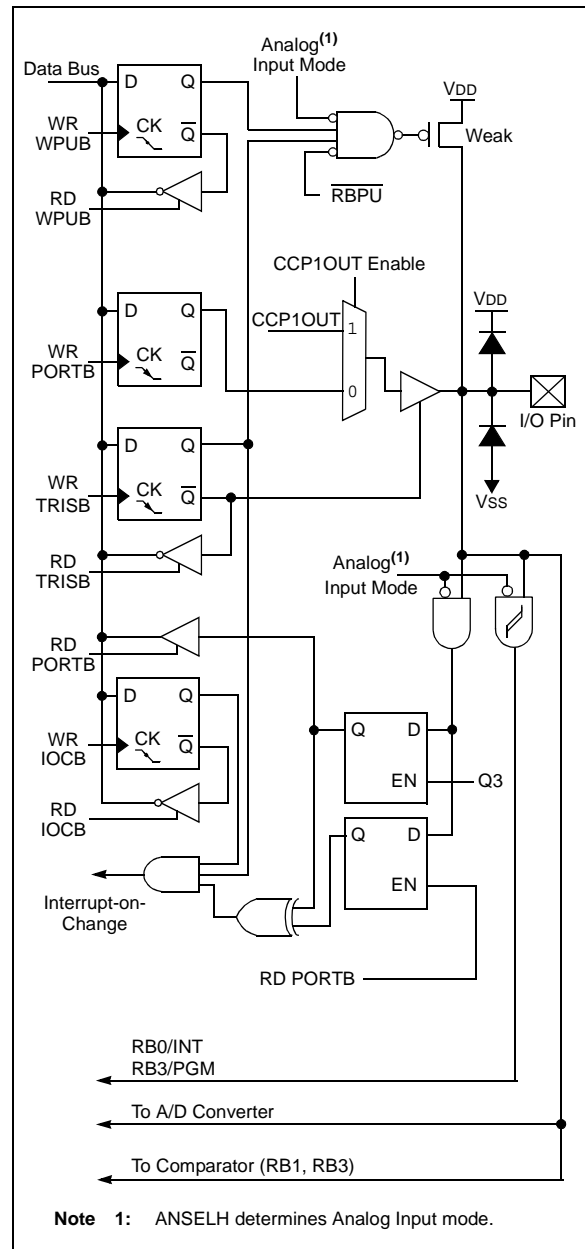 Analog(1)
Input Mode
Data Bus
D Q
WR
WPUB
CK Q
VDD
Weak
RBPU
RD
WPUB
CCP1OUT Enable
CCP1OUT
1
0
VDD
D Q
WR
PORTB
CK Q
I/O Pin
VSS
D Q
WR
TRISB
CK Q
RD
TRISB
Analog(1)
Input Mode
RD
PORTB
D Q
WR
IOCB
CK Q
Q D
EN
Q3
RD
IOCB
Q D
EN
Interrupt-on-
Change
RD PORTB
RB0/INT
RB3/PGM
To A/D Converter
To Comparator (RB1, RB3)
Note 1: ANSELH determines Analog Input mode.